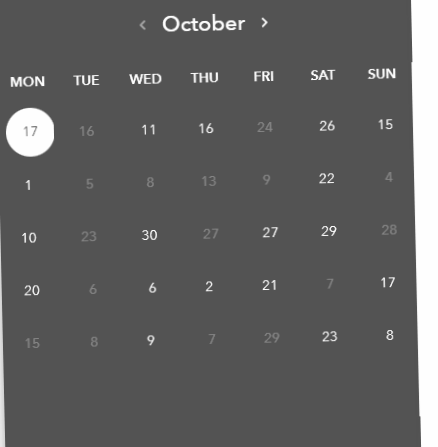 ‹ October ›
MON TUE WED THU FRI SAT SUN
17 16 11 16 24 26 15
1 5 8 13 9 22 4
10 23 30 27 27 29 28
20 6 6 2 21 7 17
15 8 9 7 29 23 8